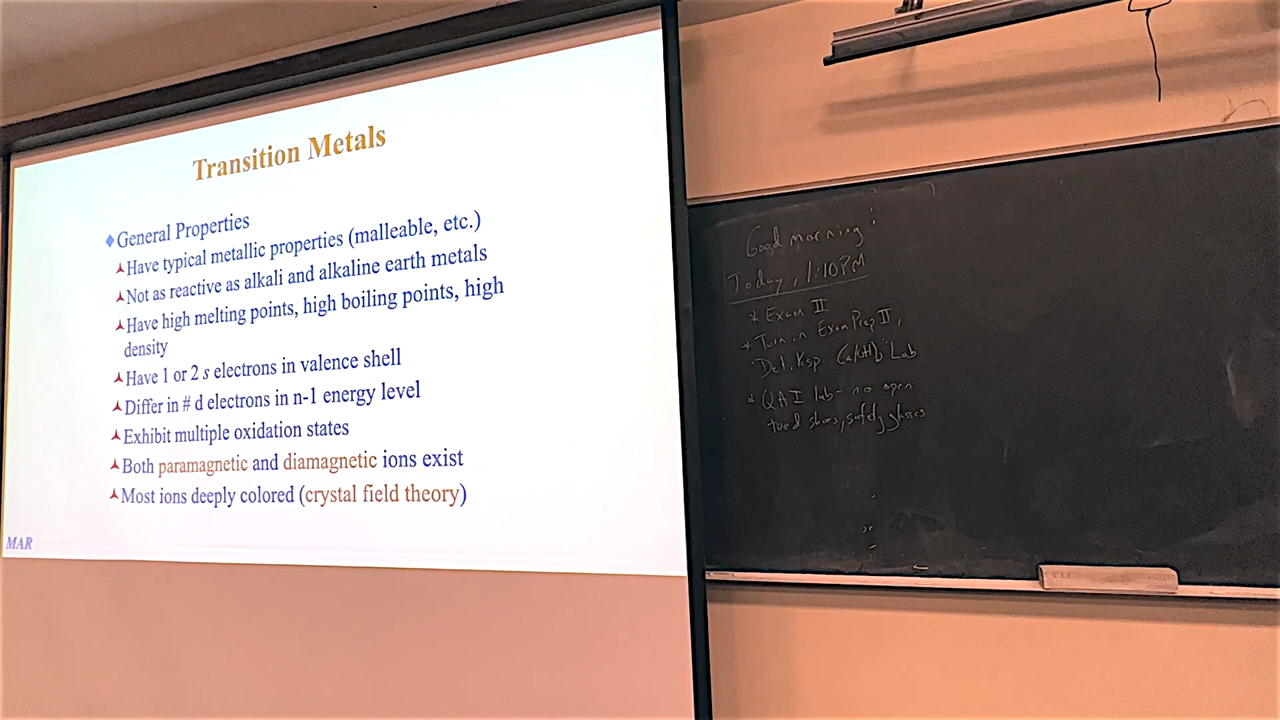 Transition Metals
General Properties
Have typical metallic properties (malleable, etc.)
Not as reactive as alkali and alkaline earth metals
Have high melting points, high boiling points, high
density
Have 1 or 2 s electrons in valence shell
Differ in # d electrons in n-1 energy level
Exhibit multiple oxidation states
Both paramagnetic and diamagnetic ions exist
Most ions deeply colored (crystal field theory)
MAR
Good morning
Today, 1:10PM
* Exam II
* Turn in Exam Prep II,
"Det. Ksp Ca(OH)₂" Lab
* QA I lab - no open
toed shoes, safety glasses